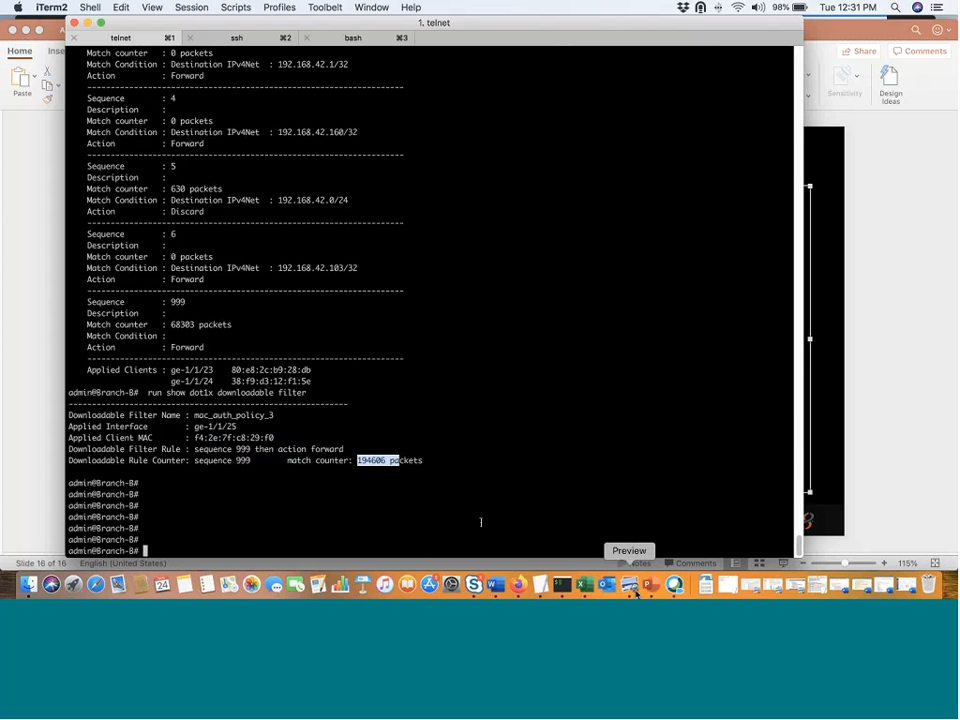 iTerm2 Shell Edit View Session Scripts Profiles Toolbelt Window Help 98% Tue 12:31 PM
1. telnet
telnet ⌘1 ssh ⌘2 bash ⌘3
Home Inse Share Comments
Paste Sensitivity Design
Ideas
Match counter : 0 packets
Match Condition : Destination IPv4Net : 192.168.42.1/32
Action : Forward
--------------------------------------------------------------------
Sequence : 4
Description :
Match counter : 0 packets
Match Condition : Destination IPv4Net : 192.168.42.160/32
Action : Forward
--------------------------------------------------------------------
Sequence : 5
Description :
Match counter : 630 packets
Match Condition : Destination IPv4Net : 192.168.42.0/24
Action : Discard
--------------------------------------------------------------------
Sequence : 6
Description :
Match counter : 0 packets
Match Condition : Destination IPv4Net : 192.168.42.103/32
Action : Forward
--------------------------------------------------------------------
Sequence : 999
Description :
Match counter : 68303 packets
Match Condition :
Action : Forward
--------------------------------------------------------------------
Applied Clients : ge-1/1/23 80:e8:2c:b9:28:db
ge-1/1/24 38:f9:d3:12:f1:5e
admin@Branch-B# run show dot1x downloadable filter
------------------------------------------------------------
Downloadable Filter Name : mac_auth_policy_3
Applied Interface : ge-1/1/25
Applied Client MAC : f4:2e:7f:c8:29:f0
Downloadable Filter Rule : sequence 999 then action forward
Downloadable Rule Counter: sequence 999 match counter: 194606 packets
admin@Branch-B#
admin@Branch-B#
admin@Branch-B#
admin@Branch-B#
admin@Branch-B#
admin@Branch-B#
admin@Branch-B#
Preview
Slide 16 of 16 English (United States) Notes Comments 115%